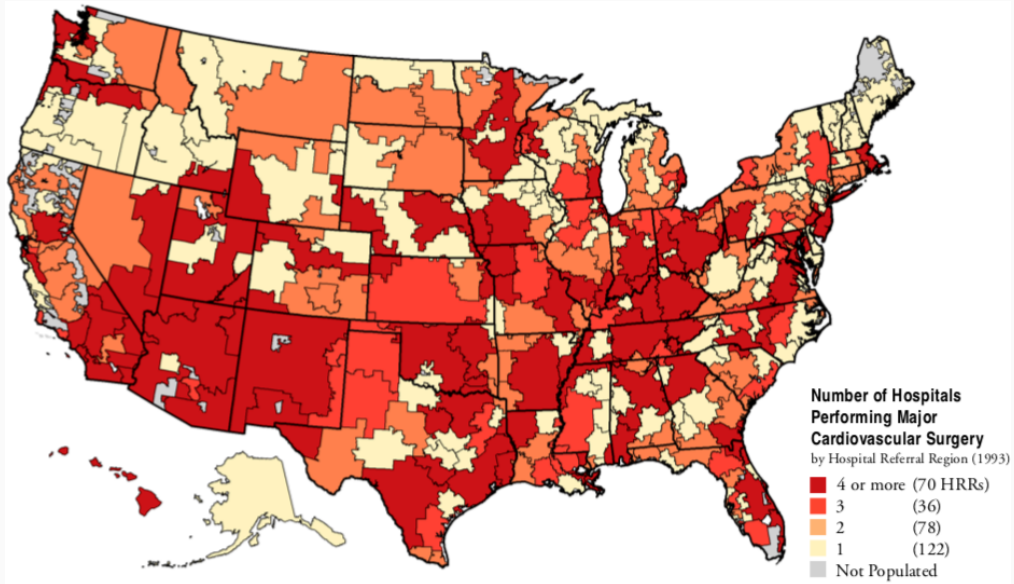 Number of Hospitals
Performing Major
Cardiovascular Surgery
by Hospital Referral Region (1993)
4 or more (70 HRRs)
3 (36)
2 (78)
1 (122)
Not Populated